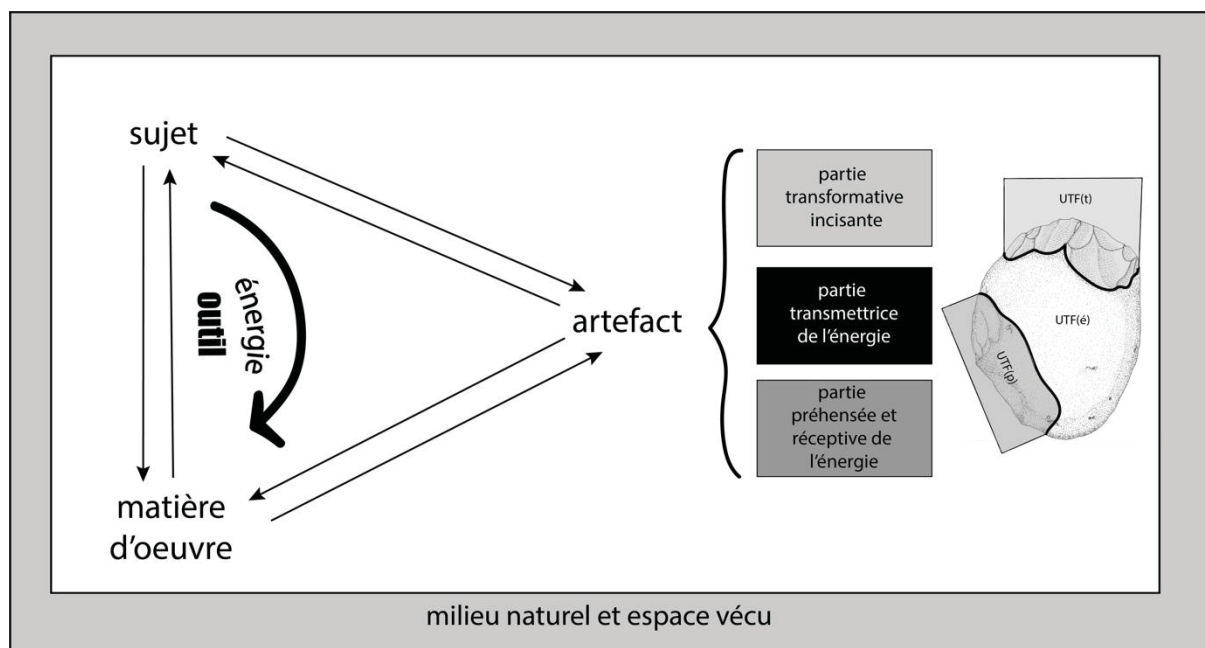 sujet
énergie
outil
matière
d'oeuvre
artefact
partie
transformative
incisante
partie
transmettrice
de l'énergie
partie
préhensée et
réceptive de
l'énergie
UTF(t)
UTF(é)
UTF(p)
milieu naturel et espace vécu